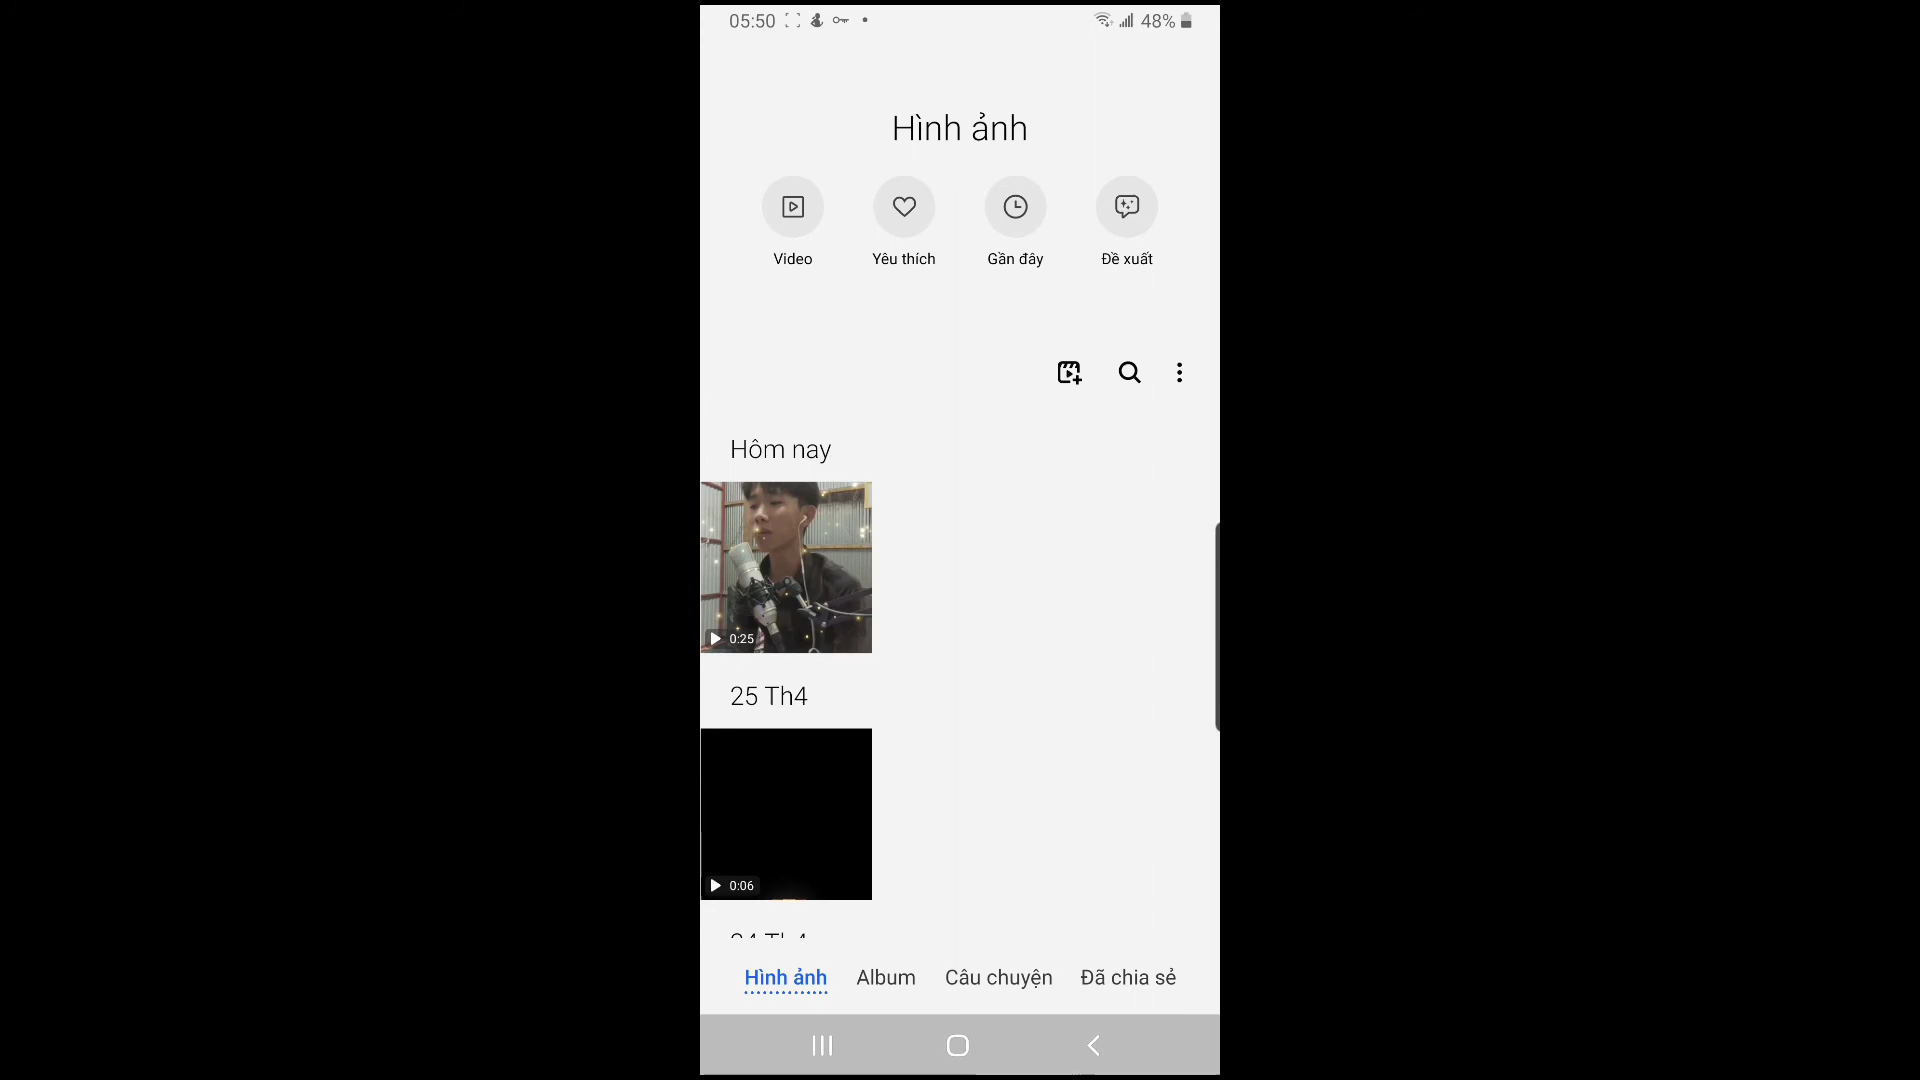 05:50
48%
Hình ảnh
Video
Yêu thích
Gần đây
Đề xuất
Hôm nay
0:25
25 Th4
0:06
Hình ảnh
Album
Câu chuyện
Đã chia sẻ